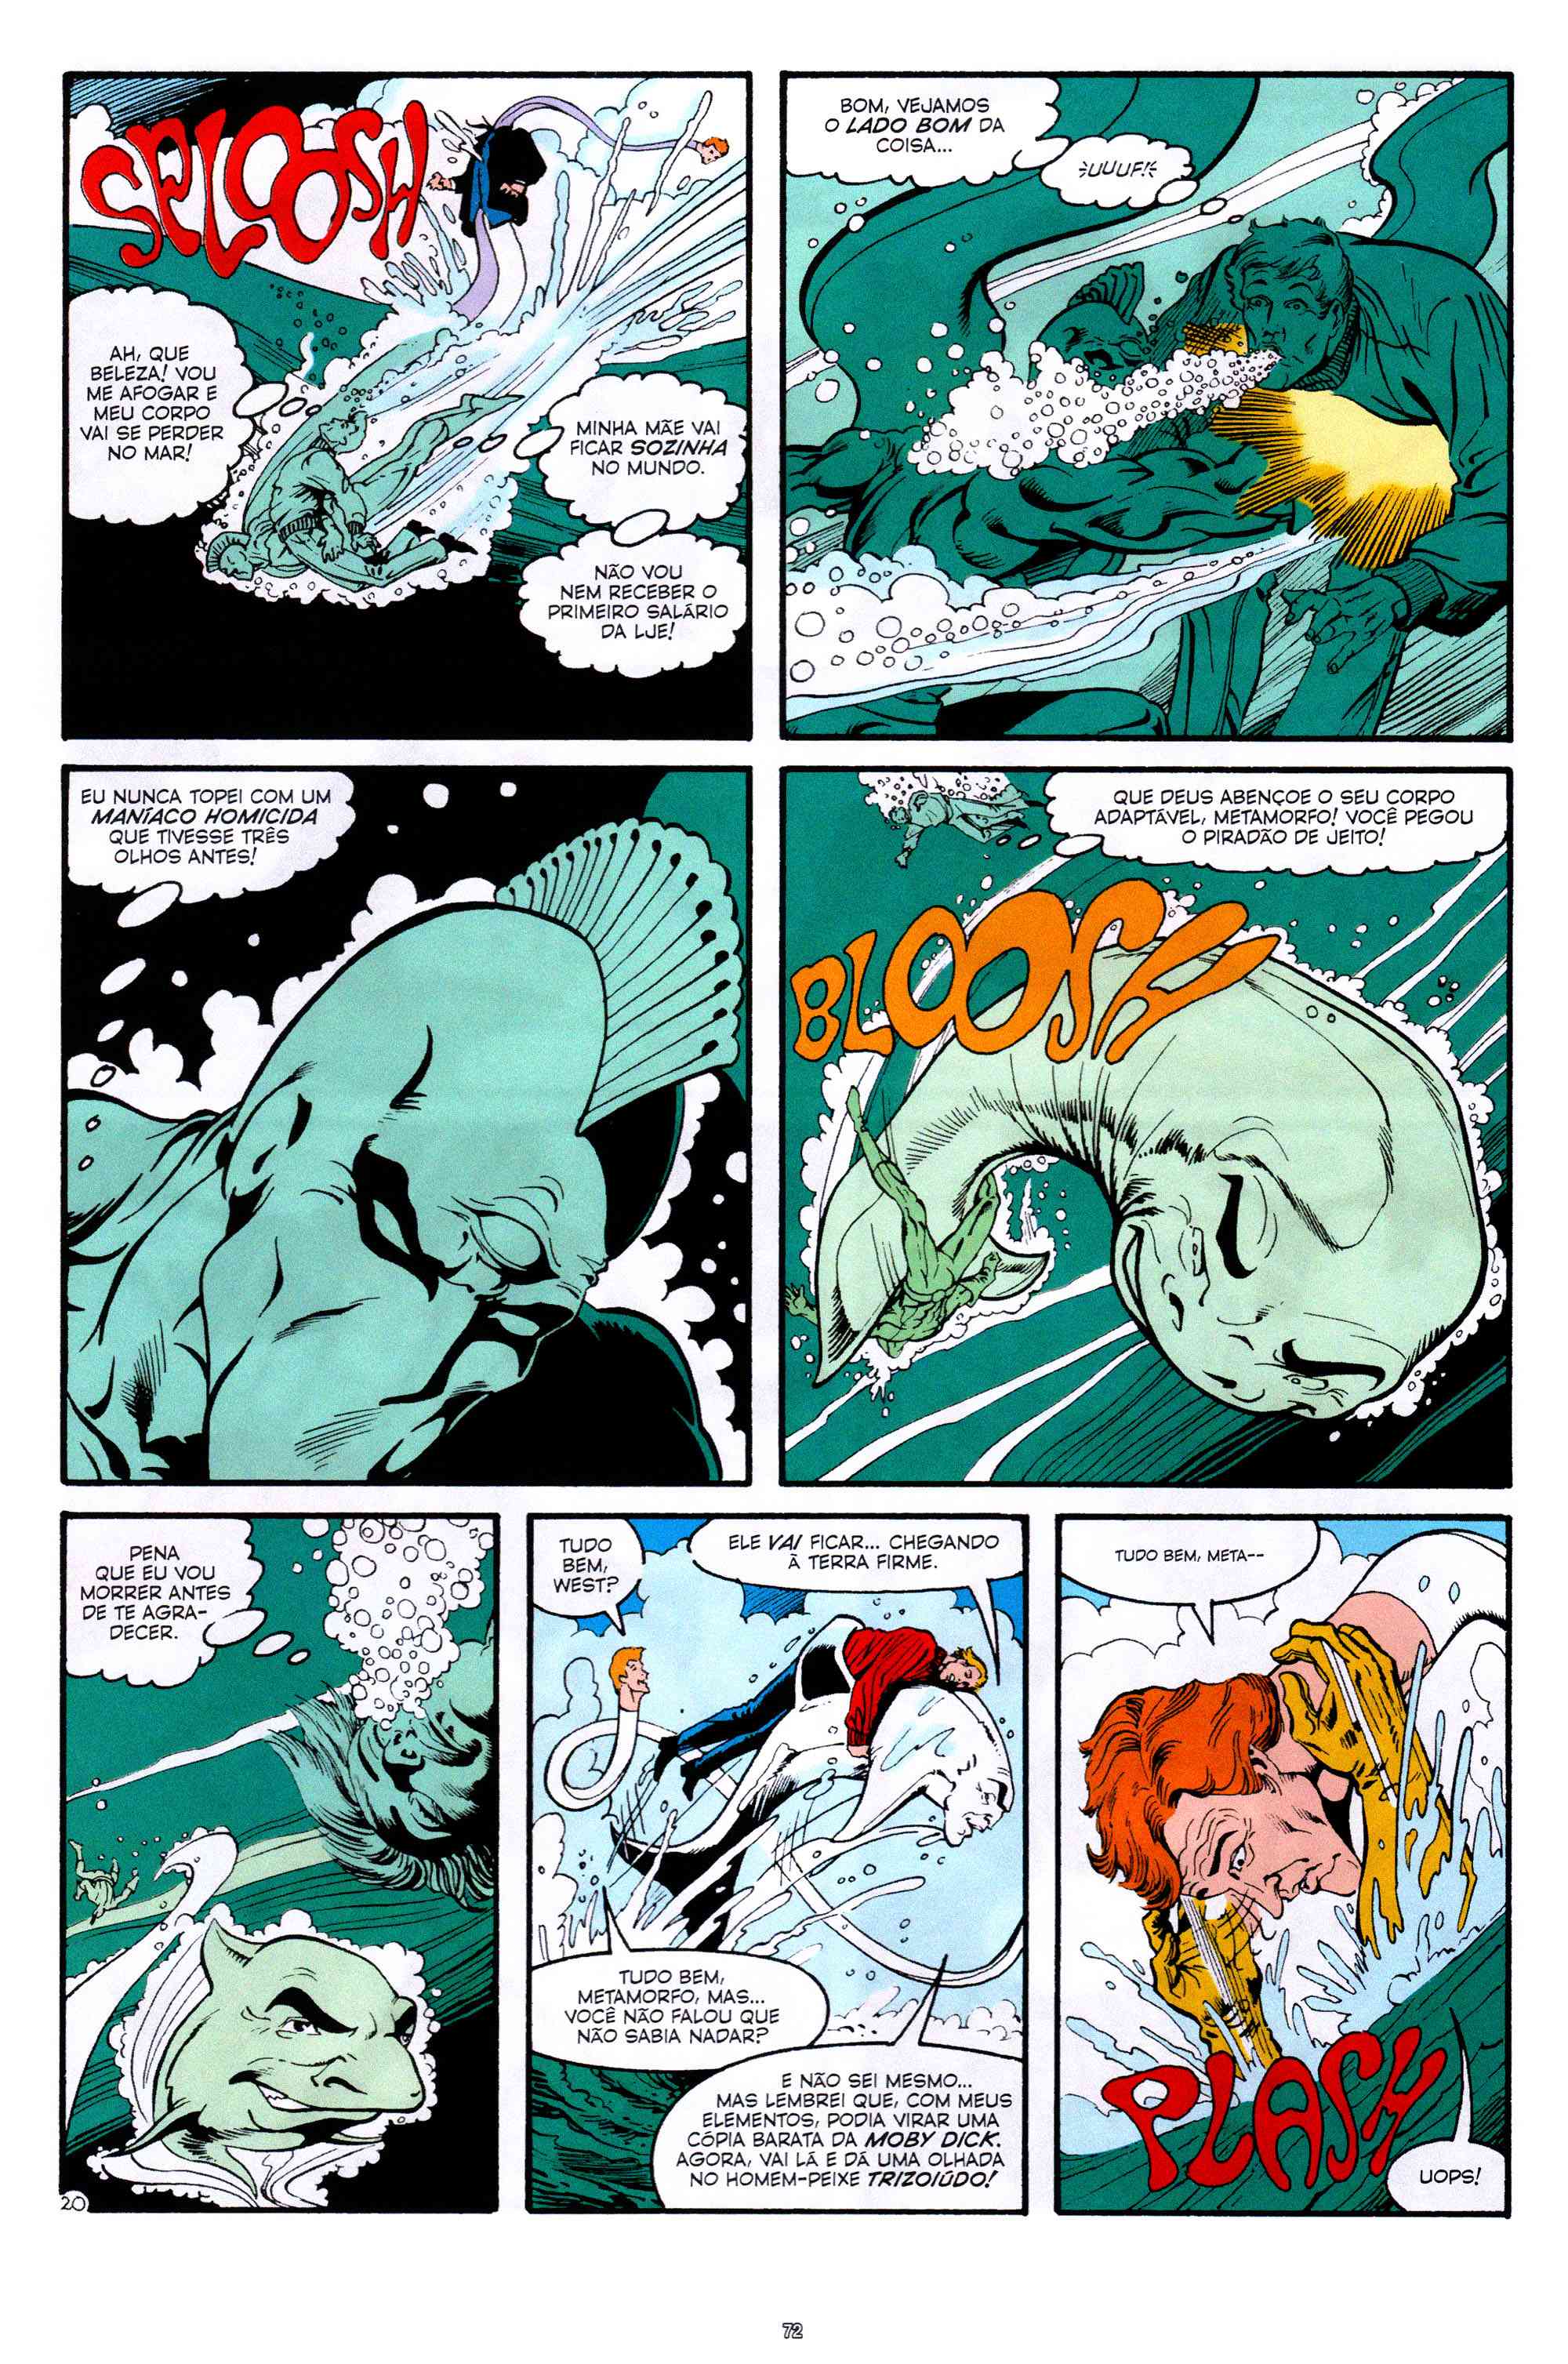 SPLOOSH
AH, QUE
BELEZA! VOU
ME AFOGAR E
MEU CORPO
VAI SE PERDER
NO MAR!
MINHA MÃE VAI
FICAR SOZINHA
NO MUNDO.
NÃO VOU
NEM RECEBER O
PRIMEIRO SALÁRIO
DA LJE!
BOM, VEJAMOS
O LADO BOM DA
COISA...
UUUF!
EU NUNCA TOPEI COM UM
MANÍACO HOMICIDA
QUE TIVESSE TRÊS
OLHOS ANTES!
QUE DEUS ABENÇOE O SEU CORPO
ADAPTÁVEL, METAMORFO! VOCÊ PEGOU
O PIRADÃO DE JEITO!
BLOOSH
PENA
QUE EU VOU
MORRER ANTES
DE TE AGRA-
DECER.
20
TUDO
BEM,
WEST?
ELE VAI FICAR... CHEGANDO
À TERRA FIRME.
TUDO BEM,
METAMORFO, MAS...
VOCÊ NÃO FALOU QUE
NÃO SABIA NADAR?
E NÃO SEI MESMO...
MAS LEMBREI QUE, COM MEUS
ELEMENTOS, PODIA VIRAR UMA
CÓPIA BARATA DA MOBY DICK.
AGORA, VAI LÁ E DÁ UMA OLHADA
NO HOMEM-PEIXE TRIZOIÚDO!
TUDO BEM, META--
PLASH
UOPS!
72